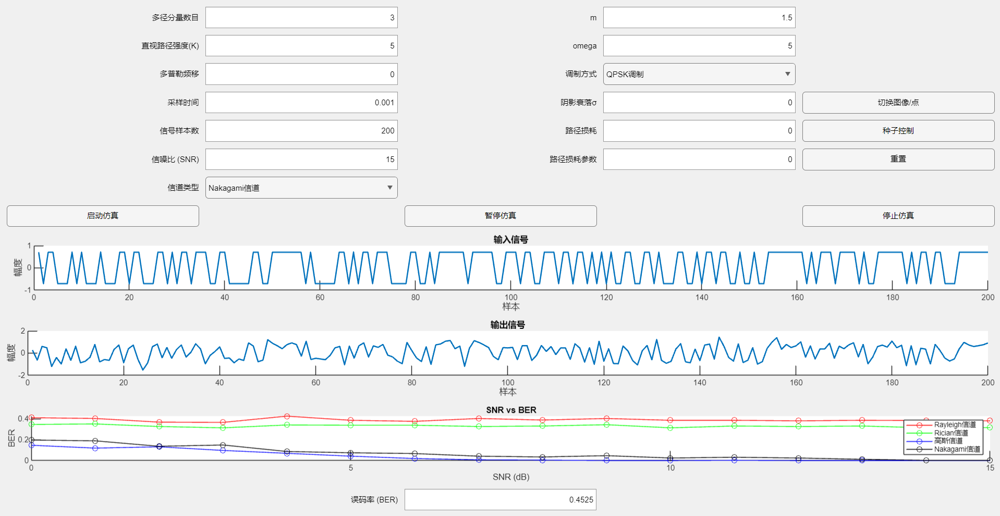 多径分量数目 3 m 1.5
直视路径强度(K) 5 omega 5
多普勒频移 0 调制方式 QPSK调制
采样时间 0.001 阴影衰落σ 0 切换图像/点
信号样本数 200 路径损耗 0 种子控制
信噪比 (SNR) 15 路径损耗参数 0 重置
信道类型 Nakagami信道
启动仿真 暂停仿真 停止仿真
输入信号
幅度
1
0
-1
0 20 40 60 80 100 120 140 160 180 200
样本
输出信号
幅度
2
0
-2
0 20 40 60 80 100 120 140 160 180 200
样本
SNR vs BER
BER
0.4
0.2
0
Rayleigh信道
Rician信道
高斯信道
Nakagami信道
0 5 10 15
SNR (dB)
误码率 (BER) 0.4525